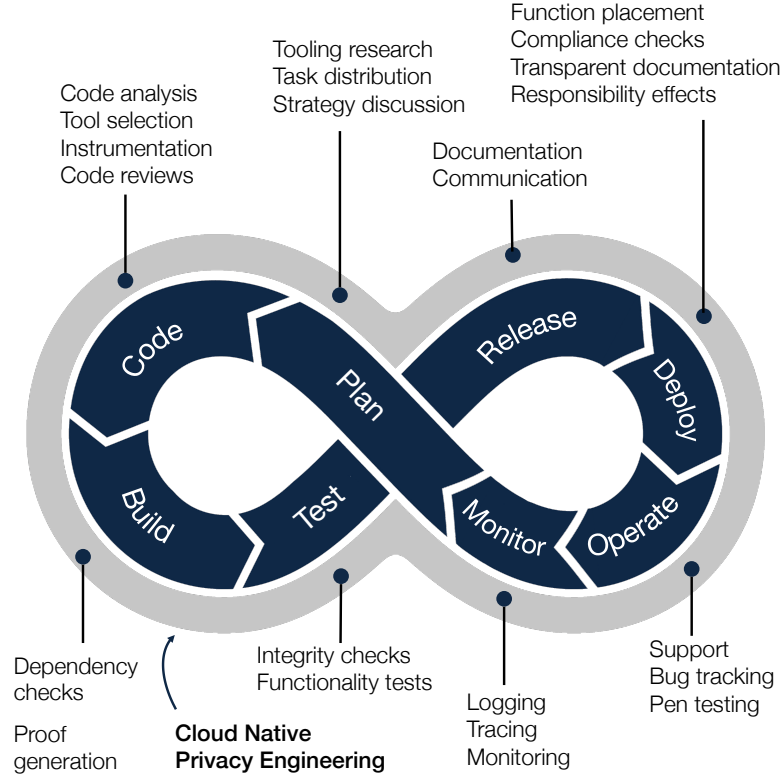 Function placement
Compliance checks
Transparent documentation
Responsibility effects
Tooling research
Task distribution
Strategy discussion
Code analysis
Tool selection
Instrumentation
Code reviews
Documentation
Communication
Code
Plan
Release
Deploy
Build
Test
Monitor
Operate
Dependency
checks
Proof
generation
Integrity checks
Functionality tests
Cloud Native
Privacy Engineering
Logging
Tracing
Monitoring
Support
Bug tracking
Pen testing